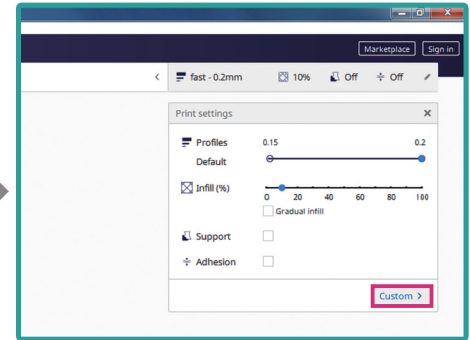 Marketplace Sign in
fast - 0.2mm 10% Off Off
Print settings
Profiles 0.15 0.2
Default
Infill (%)
0 20 40 60 80 100
Gradual infill
Support
Adhesion
Custom